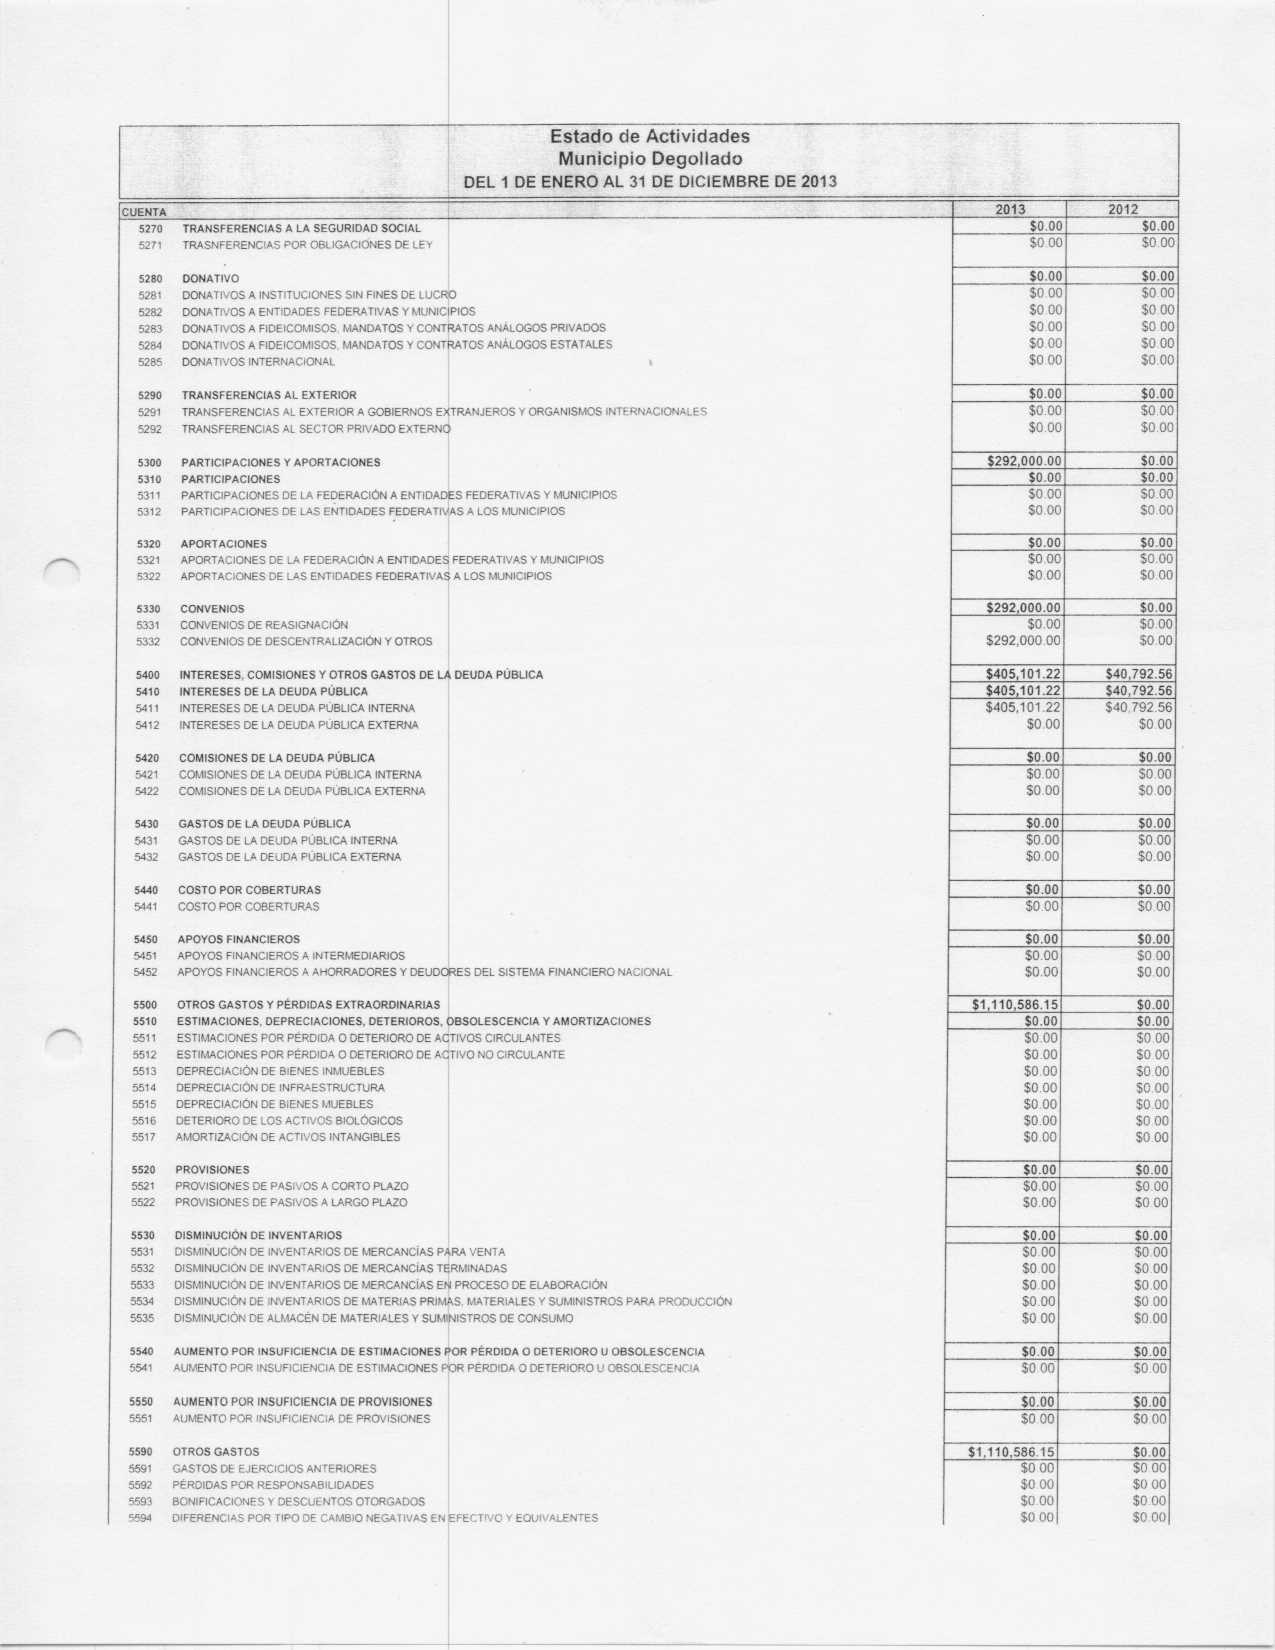 Estado de Actividades
Municipio Degollado
DEL 1 DE ENERO AL 31 DE DICIEMBRE DE 2013
CUENTA 2013 2012
5270 TRANSFERENCIAS A LA SEGURIDAD SOCIAL $0.00 $0.00
5271 TRASNFERENCIAS POR OBLIGACIONES DE LEY $0.00 $0.00
5280 DONATIVO $0.00 $0.00
5281 DONATIVOS A INSTITUCIONES SIN FINES DE LUCRO $0.00 $0.00
5282 DONATIVOS A ENTIDADES FEDERATIVAS Y MUNICIPIOS $0.00 $0.00
5283 DONATIVOS A FIDEICOMISOS, MANDATOS Y CONTRATOS ANÁLOGOS PRIVADOS $0.00 $0.00
5284 DONATIVOS A FIDEICOMISOS, MANDATOS Y CONTRATOS ANÁLOGOS ESTATALES $0.00 $0.00
5285 DONATIVOS INTERNACIONAL $0.00 $0.00
5290 TRANSFERENCIAS AL EXTERIOR $0.00 $0.00
5291 TRANSFERENCIAS AL EXTERIOR A GOBIERNOS EXTRANJEROS Y ORGANISMOS INTERNACIONALES $0.00 $0.00
5292 TRANSFERENCIAS AL SECTOR PRIVADO EXTERNO $0.00 $0.00
5300 PARTICIPACIONES Y APORTACIONES $292,000.00 $0.00
5310 PARTICIPACIONES $0.00 $0.00
5311 PARTICIPACIONES DE LA FEDERACIÓN A ENTIDADES FEDERATIVAS Y MUNICIPIOS $0.00 $0.00
5312 PARTICIPACIONES DE LAS ENTIDADES FEDERATIVAS A LOS MUNICIPIOS $0.00 $0.00
5320 APORTACIONES $0.00 $0.00
5321 APORTACIONES DE LA FEDERACIÓN A ENTIDADES FEDERATIVAS Y MUNICIPIOS $0.00 $0.00
5322 APORTACIONES DE LAS ENTIDADES FEDERATIVAS A LOS MUNICIPIOS $0.00 $0.00
5330 CONVENIOS $292,000.00 $0.00
5331 CONVENIOS DE REASIGNACIÓN $0.00 $0.00
5332 CONVENIOS DE DESCENTRALIZACIÓN Y OTROS $292,000.00 $0.00
5400 INTERESES, COMISIONES Y OTROS GASTOS DE LA DEUDA PÚBLICA $405,101.22 $40,792.56
5410 INTERESES DE LA DEUDA PÚBLICA $405,101.22 $40,792.56
5411 INTERESES DE LA DEUDA PÚBLICA INTERNA $405,101.22 $40,792.56
5412 INTERESES DE LA DEUDA PÚBLICA EXTERNA $0.00 $0.00
5420 COMISIONES DE LA DEUDA PÚBLICA $0.00 $0.00
5421 COMISIONES DE LA DEUDA PÚBLICA INTERNA $0.00 $0.00
5422 COMISIONES DE LA DEUDA PÚBLICA EXTERNA $0.00 $0.00
5430 GASTOS DE LA DEUDA PÚBLICA $0.00 $0.00
5431 GASTOS DE LA DEUDA PÚBLICA INTERNA $0.00 $0.00
5432 GASTOS DE LA DEUDA PÚBLICA EXTERNA $0.00 $0.00
5440 COSTO POR COBERTURAS $0.00 $0.00
5441 COSTO POR COBERTURAS $0.00 $0.00
5450 APOYOS FINANCIEROS $0.00 $0.00
5451 APOYOS FINANCIEROS A INTERMEDIARIOS $0.00 $0.00
5452 APOYOS FINANCIEROS A AHORRADORES Y DEUDORES DEL SISTEMA FINANCIERO NACIONAL $0.00 $0.00
5500 OTROS GASTOS Y PÉRDIDAS EXTRAORDINARIAS $1,110,586.15 $0.00
5510 ESTIMACIONES, DEPRECIACIONES, DETERIOROS, OBSOLESCENCIA Y AMORTIZACIONES $0.00 $0.00
5511 ESTIMACIONES POR PÉRDIDA O DETERIORO DE ACTIVOS CIRCULANTES $0.00 $0.00
5512 ESTIMACIONES POR PÉRDIDA O DETERIORO DE ACTIVO NO CIRCULANTE $0.00 $0.00
5513 DEPRECIACIÓN DE BIENES INMUEBLES $0.00 $0.00
5514 DEPRECIACIÓN DE INFRAESTRUCTURA $0.00 $0.00
5515 DEPRECIACIÓN DE BIENES MUEBLES $0.00 $0.00
5516 DETERIORO DE LOS ACTIVOS BIOLÓGICOS $0.00 $0.00
5517 AMORTIZACIÓN DE ACTIVOS INTANGIBLES $0.00 $0.00
5520 PROVISIONES $0.00 $0.00
5521 PROVISIONES DE PASIVOS A CORTO PLAZO $0.00 $0.00
5522 PROVISIONES DE PASIVOS A LARGO PLAZO $0.00 $0.00
5530 DISMINUCIÓN DE INVENTARIOS $0.00 $0.00
5531 DISMINUCIÓN DE INVENTARIOS DE MERCANCÍAS PARA VENTA $0.00 $0.00
5532 DISMINUCIÓN DE INVENTARIOS DE MERCANCÍAS TERMINADAS $0.00 $0.00
5533 DISMINUCIÓN DE INVENTARIOS DE MERCANCÍAS EN PROCESO DE ELABORACIÓN $0.00 $0.00
5534 DISMINUCIÓN DE INVENTARIOS DE MATERIAS PRIMAS, MATERIALES Y SUMINISTROS PARA PRODUCCIÓN $0.00 $0.00
5535 DISMINUCIÓN DE ALMACÉN DE MATERIALES Y SUMINISTROS DE CONSUMO $0.00 $0.00
5540 AUMENTO POR INSUFICIENCIA DE ESTIMACIONES POR PÉRDIDA O DETERIORO U OBSOLESCENCIA $0.00 $0.00
5541 AUMENTO POR INSUFICIENCIA DE ESTIMACIONES POR PÉRDIDA O DETERIORO U OBSOLESCENCIA $0.00 $0.00
5550 AUMENTO POR INSUFICIENCIA DE PROVISIONES $0.00 $0.00
5551 AUMENTO POR INSUFICIENCIA DE PROVISIONES $0.00 $0.00
5590 OTROS GASTOS $1,110,586.15 $0.00
5591 GASTOS DE EJERCICIOS ANTERIORES $0.00 $0.00
5592 PÉRDIDAS POR RESPONSABILIDADES $0.00 $0.00
5593 BONIFICACIONES Y DESCUENTOS OTORGADOS $0.00 $0.00
5594 DIFERENCIAS POR TIPO DE CAMBIO NEGATIVAS EN EFECTIVO Y EQUIVALENTES $0.00 $0.00